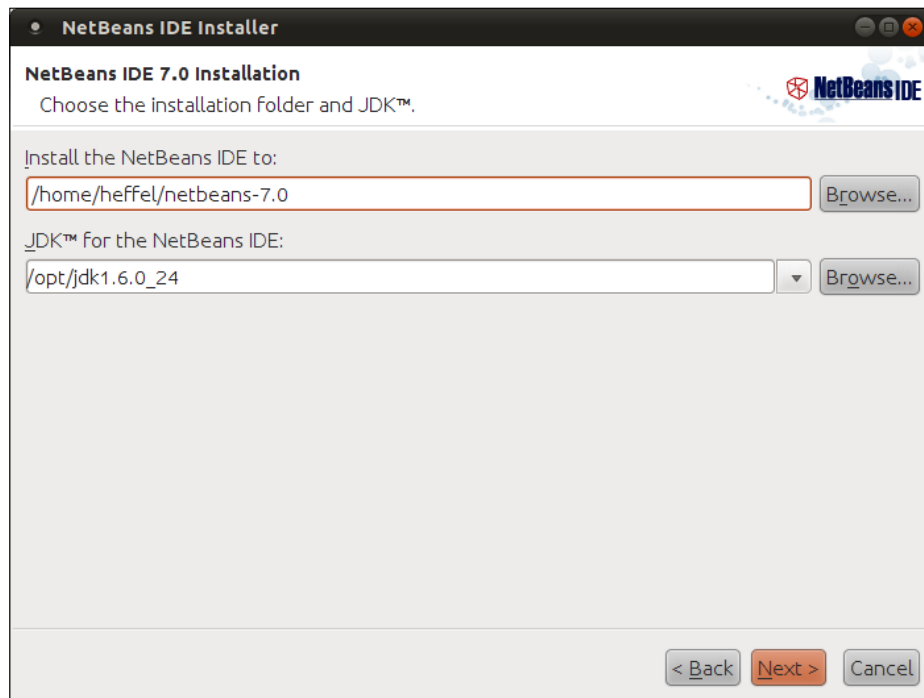 NetBeans IDE Installer
NetBeans IDE 7.0 Installation
Choose the installation folder and JDK™.
NetBeans IDE
Install the NetBeans IDE to:
/home/heffel/netbeans-7.0 Browse...
JDK™ for the NetBeans IDE:
/opt/jdk1.6.0_24 Browse...
< Back Next > Cancel